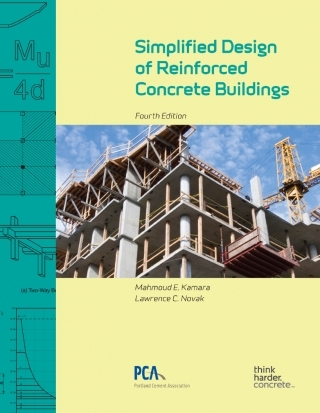 Mu
4d
Simplified Design
of Reinforced
Concrete Buildings
Fourth Edition
(a) Two-Way Be
Mahmoud E. Kamara
Lawrence C. Novak
PCA
Portland Cement Association
think
harder.
concrete